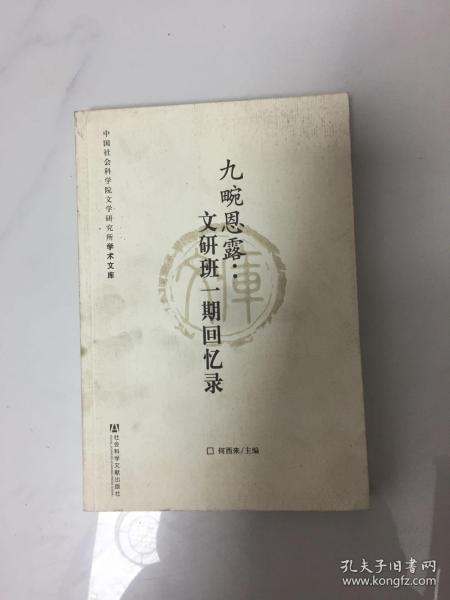 中国社会科学院文学研究所学术文库
九畹恩露：
文研班一期回忆录
文库
何西来/主编
社会科学文献出版社
孔夫子旧书网
www.kongfz.com